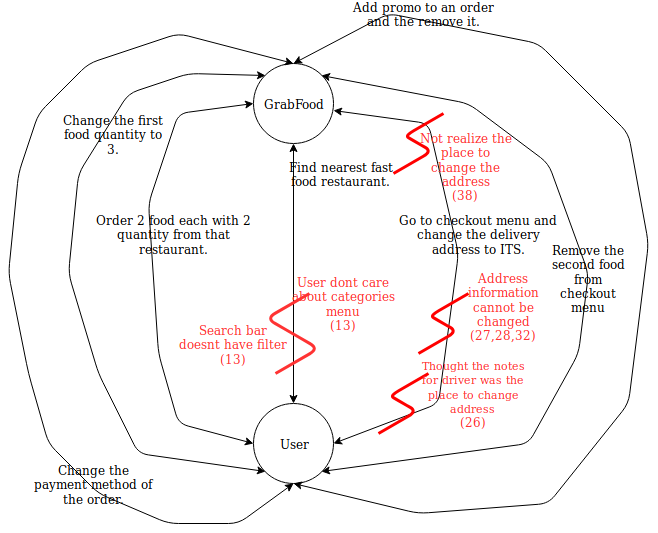 Add promo to an order
and the remove it.
GrabFood
Change the first
food quantity to
3.
Find nearest fast
food restaurant.
Not realize the
place to
change the
address
(38)
Order 2 food each with 2
quantity from that
restaurant.
Go to checkout menu and
change the delivery
address to ITS.
Remove the
second food
from
checkout
menu
User dont care
about categories
menu
(13)
Address
information
cannot be
changed
(27,28,32)
Search bar
doesnt have filter
(13)
Thought the notes
for driver was the
place to change
address
(26)
User
Change the
payment method of
the order.